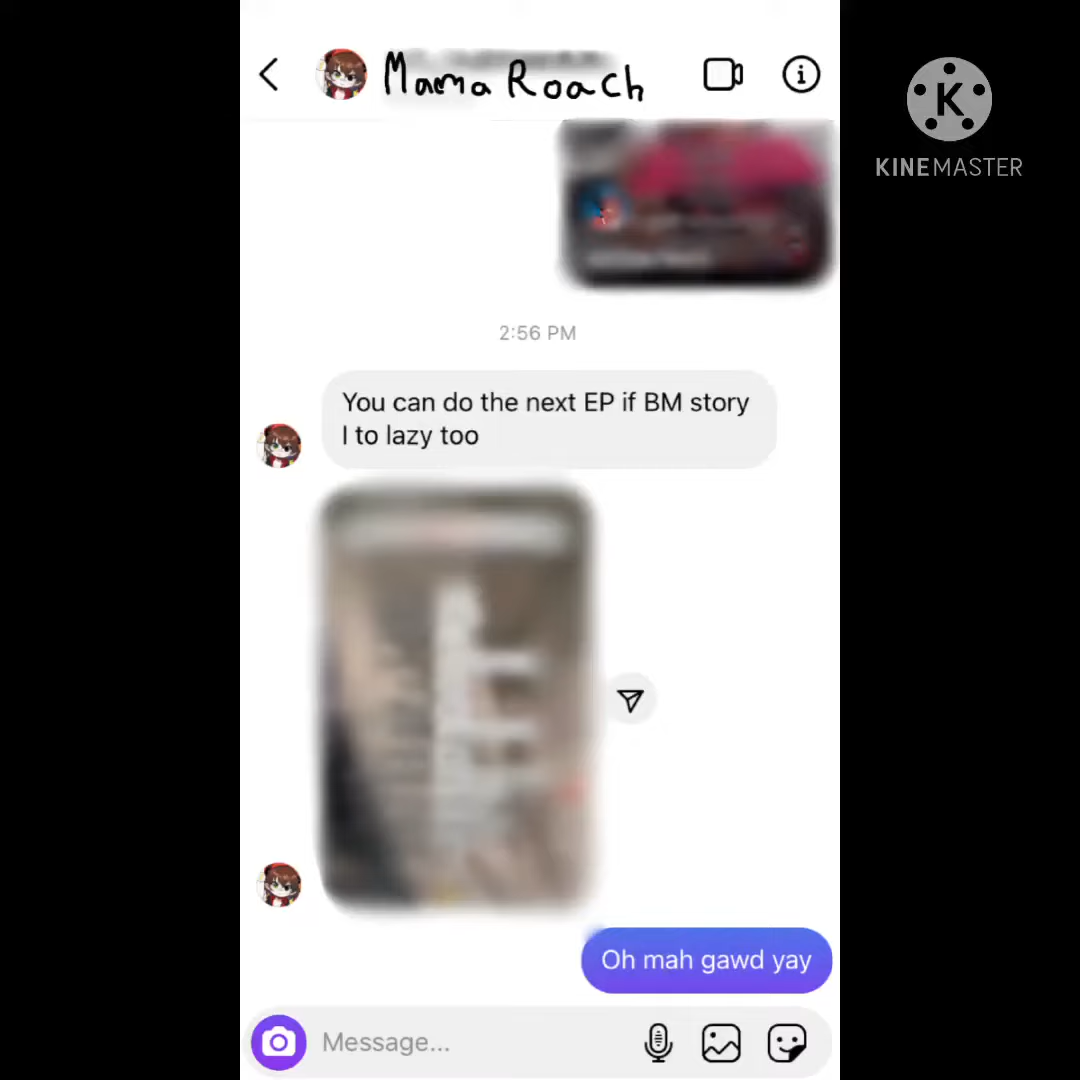 Mama Roach
KINEMASTER
2:56 PM
You can do the next EP if BM story
I to lazy too
Oh mah gawd yay
Message...